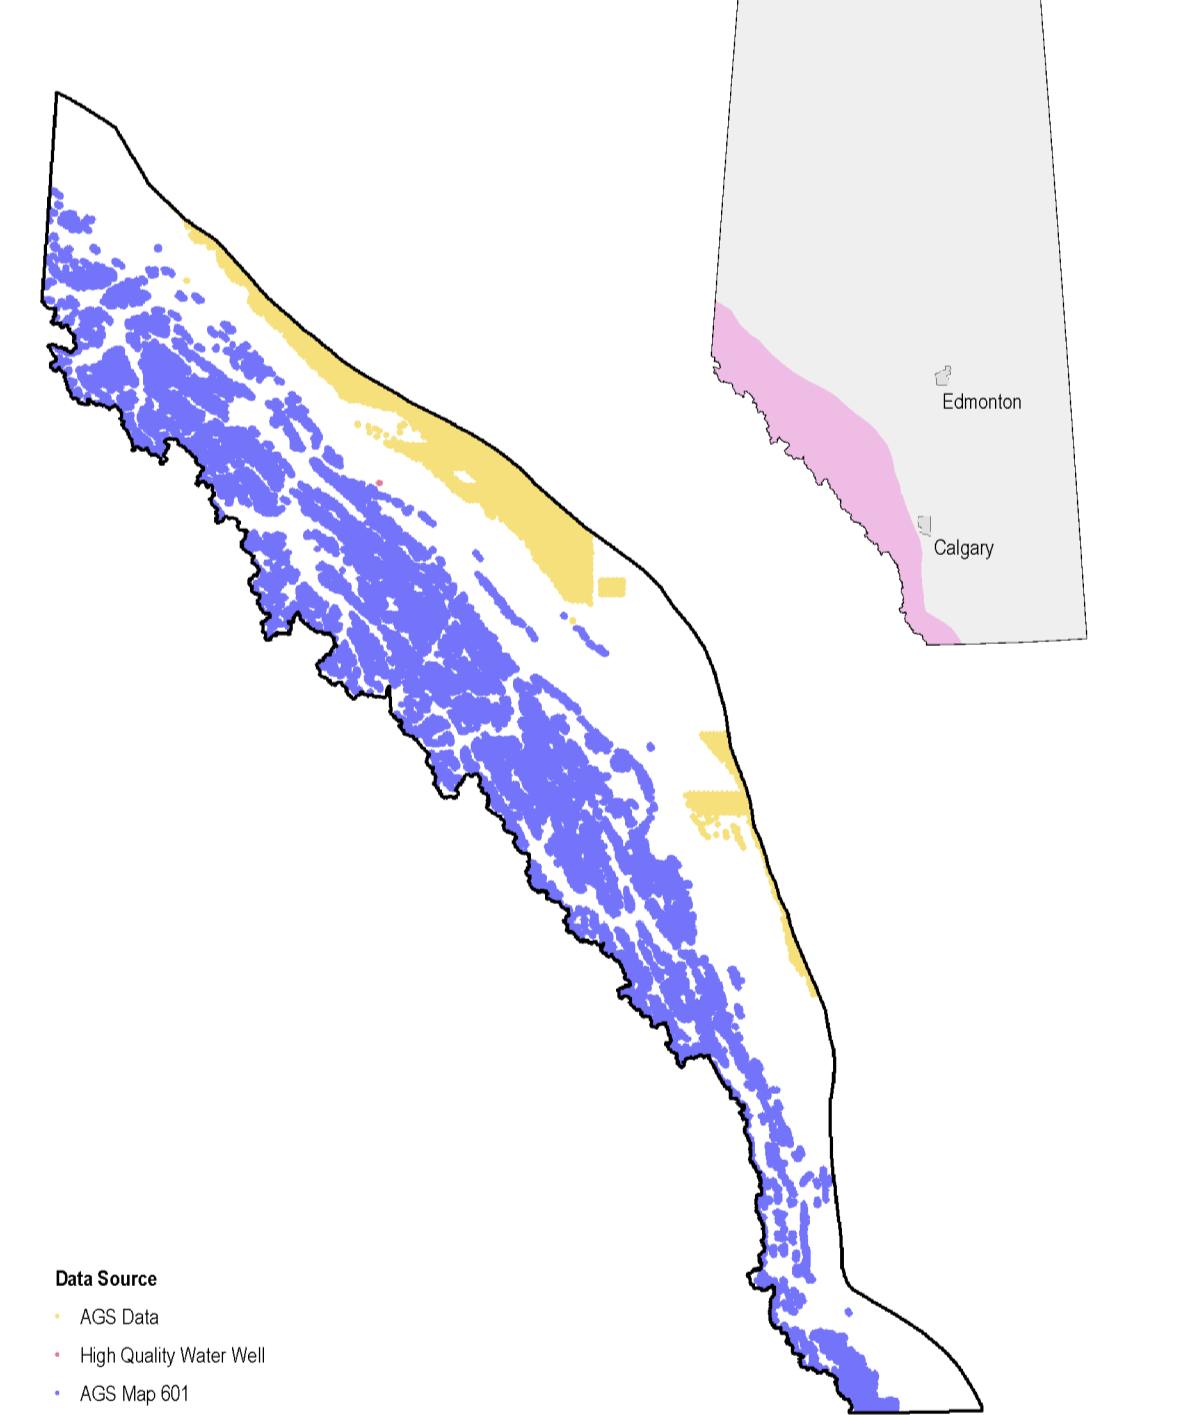 Edmonton
Calgary
Data Source
AGS Data
High Quality Water Well
AGS Map 601